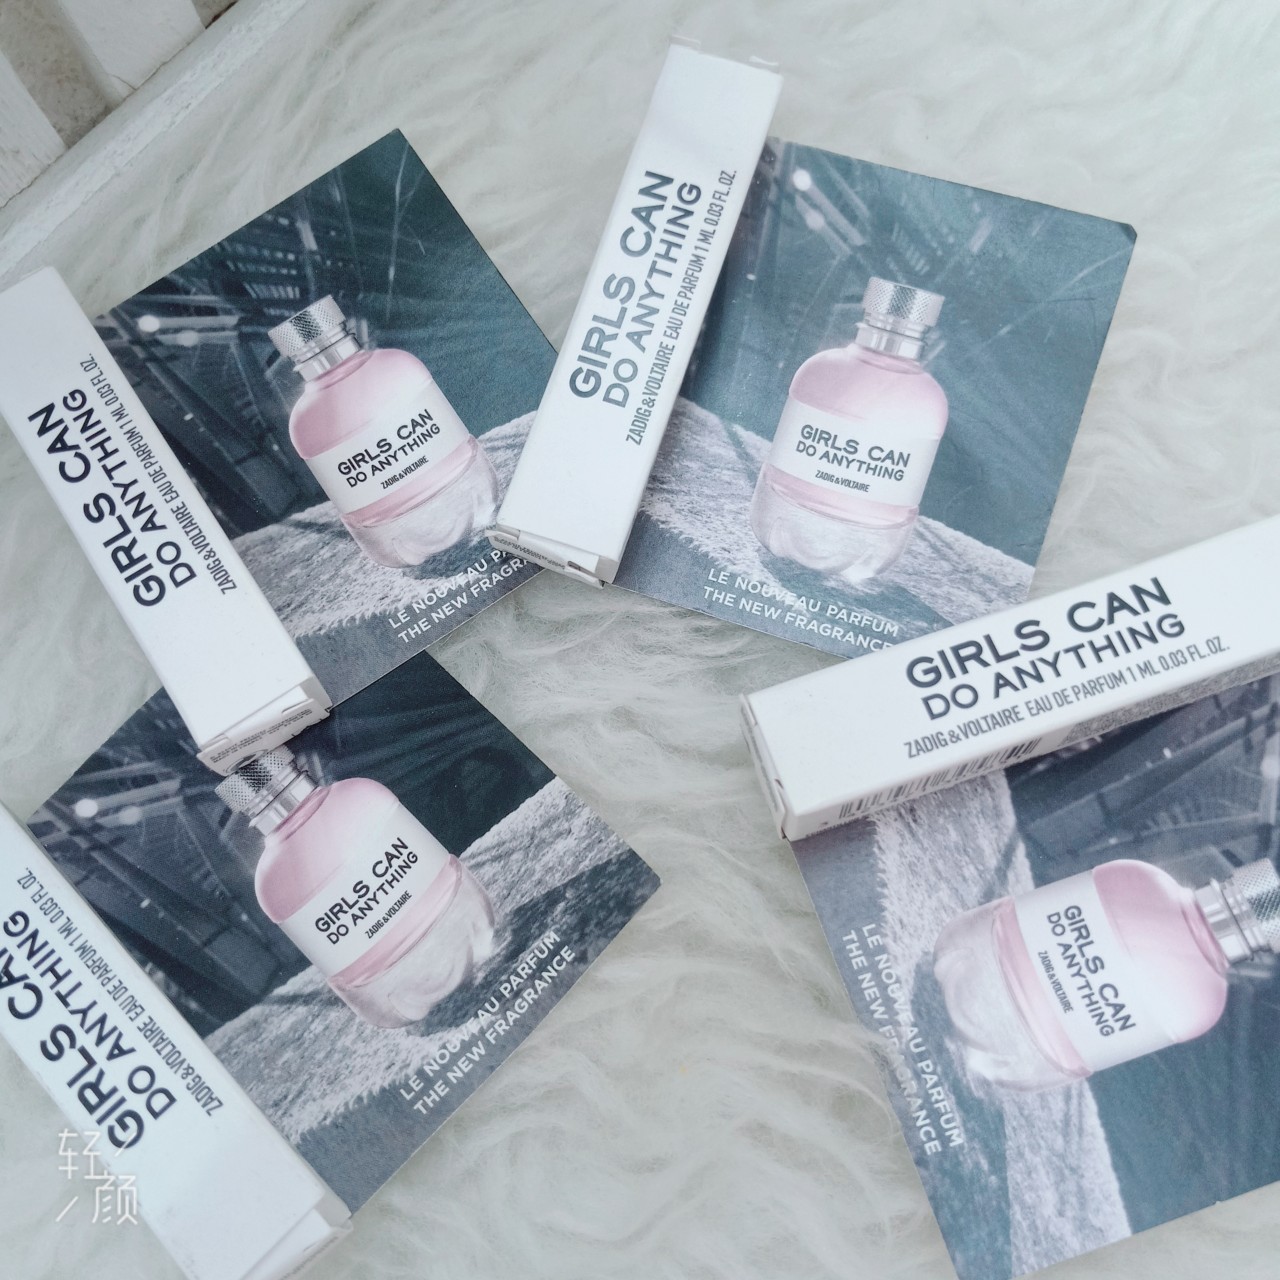 GIRLS CAN
DO ANYTHING
ZADIG&VOLTAIRE EAU DE PARFUM 1 ML 0.03 FL.OZ.
GIRLS CAN
DO ANYTHING
ZADIG&VOLTAIRE
LE NOUVEAU
THE NEW
GIRLS CAN
DO ANYTHING
ZADIG&VOLTAIRE EAU DE PARFUM 1 ML 0.03 FL.OZ.
GIRLS CAN
DO ANYTHING
ZADIG&VOLTAIRE
LE NOUVEAU PARFUM
THE NEW FRAGRANCE
GIRLS CAN
DO ANYTHING
ZADIG&VOLTAIRE EAU DE PARFUM 1 ML 0.03 FL.OZ.
GIRLS CAN
DO ANYTHING
ZADIG&VOLTAIRE
LE NOUVEAU PARFUM
THE NEW FRAGRANCE
GIRLS
DO ANYTHING
ZADIG&VOLTAIRE EAU DE PARFUM 1 ML 0.03 FL.OZ.
GIRLS CAN
DO ANYTHING
ZADIG&VOLTAIRE
LE NOUVEAU PARFUM
THE NEW FRAGRANCE
轻
颜